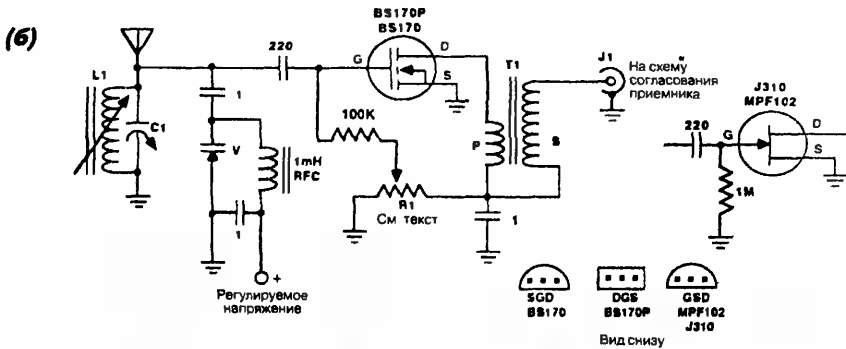 (б)
BS170P
BS170
220
G
D
S
L1
C1
1
V
1mH
RFC
1
+
Регулируемое
напряжение
100K
R1
См текст
P
T1
S
1
J1
На схему
согласования
приемника
J310
MPF102
220
G
D
S
1M
SGD
BS170
DGS
BS170P
GSD
MPF102
J310
Вид снизу